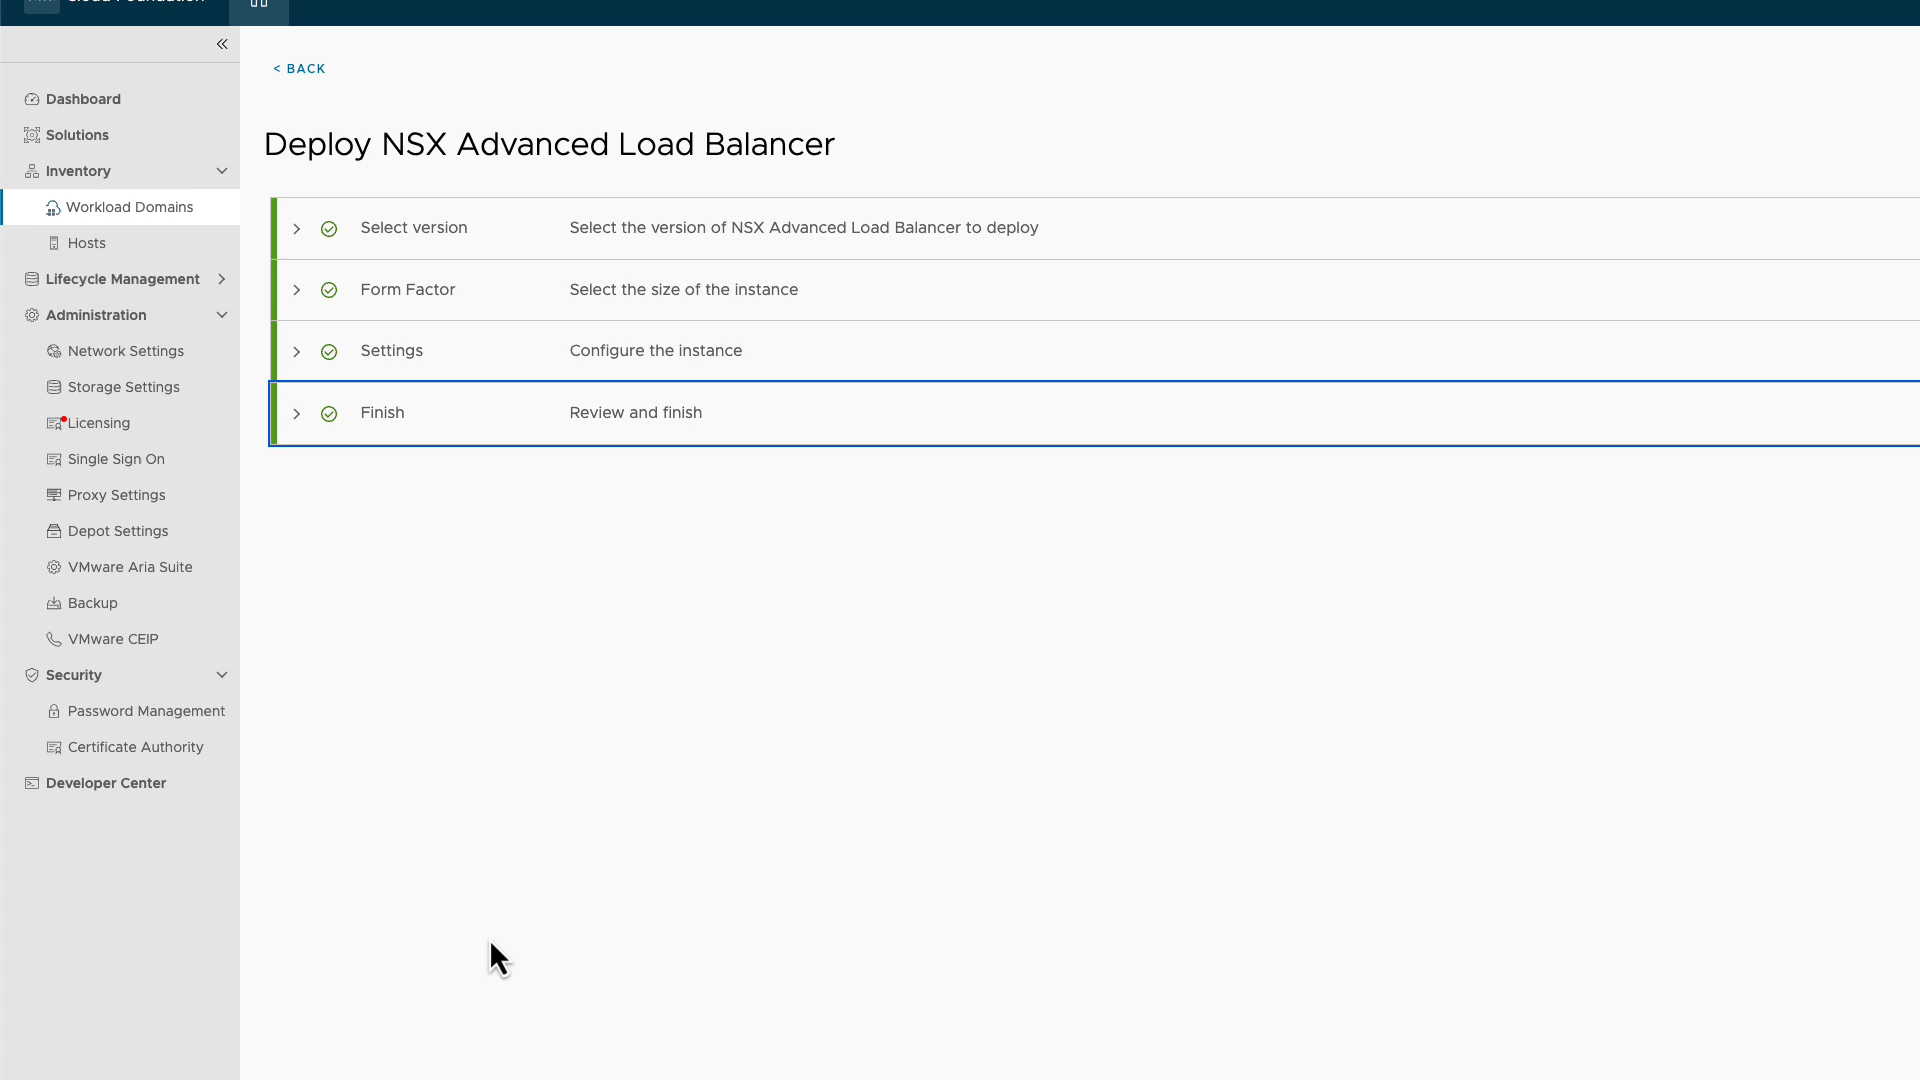 Cloud Foundation
< BACK
Dashboard
Solutions
Inventory
Workload Domains
Hosts
Lifecycle Management
Administration
Network Settings
Storage Settings
Licensing
Single Sign On
Proxy Settings
Depot Settings
VMware Aria Suite
Backup
VMware CEIP
Security
Password Management
Certificate Authority
Developer Center
Deploy NSX Advanced Load Balancer
Select version Select the version of NSX Advanced Load Balancer to deploy
Form Factor Select the size of the instance
Settings Configure the instance
Finish Review and finish